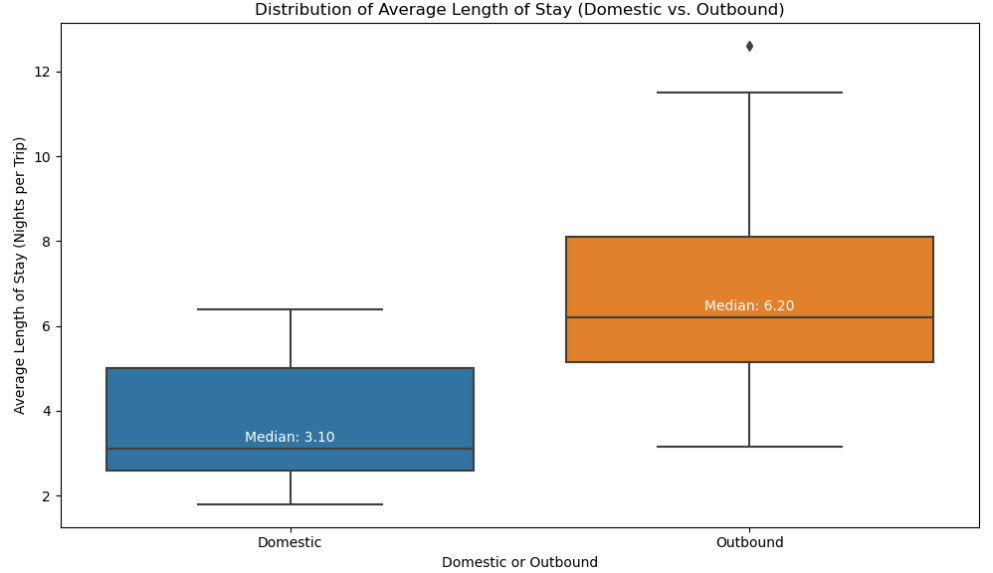 Distribution of Average Length of Stay (Domestic vs. Outbound)
Average Length of Stay (Nights per Trip)
12
10
8
6
4
2
Median: 6.20
Median: 3.10
Domestic
Outbound
Domestic or Outbound